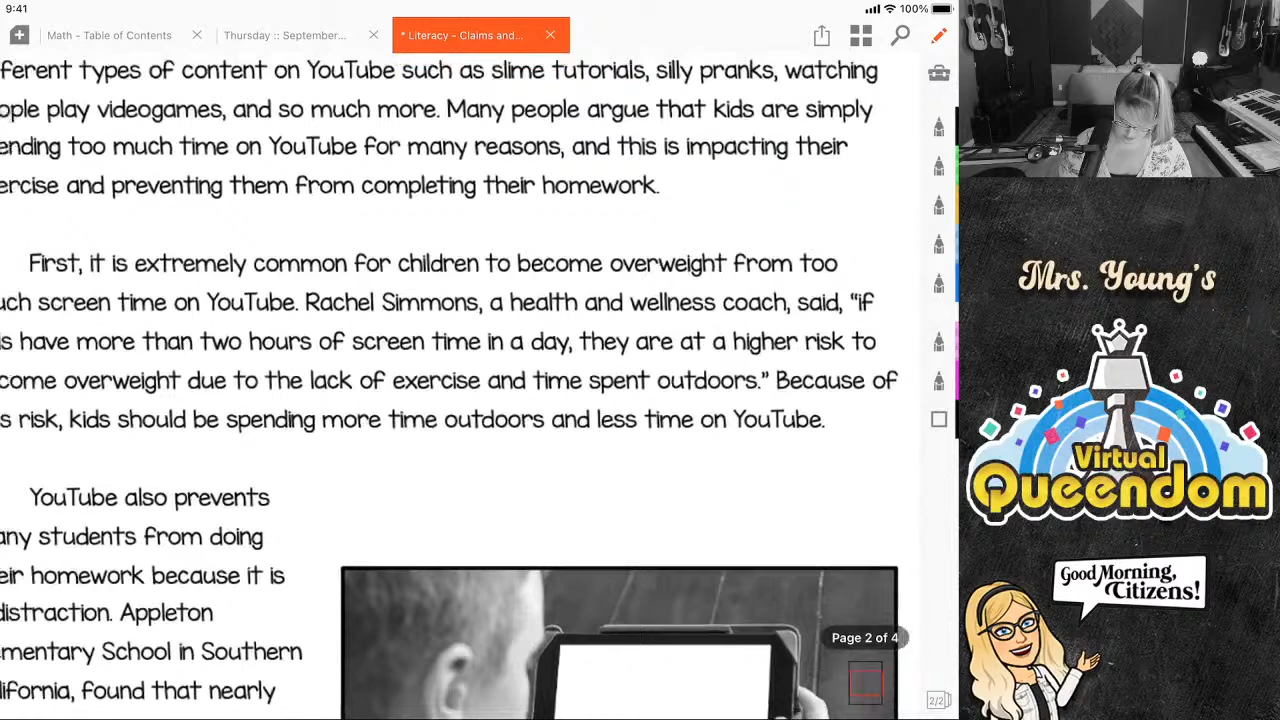 9:41
100%
Math - Table of Contents
Thursday :: September...
* Literacy - Claims and...
fferent types of content on YouTube such as slime tutorials, silly pranks, watching
ople play videogames, and so much more. Many people argue that kids are simply
ending too much time on YouTube for many reasons, and this is impacting their
ercise and preventing them from completing their homework.
First, it is extremely common for children to become overweight from too
uch screen time on YouTube. Rachel Simmons, a health and wellness coach, said, “if
ds have more than two hours of screen time in a day, they are at a higher risk to
come overweight due to the lack of exercise and time spent outdoors.” Because of
s risk, kids should be spending more time outdoors and less time on YouTube.
YouTube also prevents
any students from doing
eir homework because it is
distraction. Appleton
ementary School in Southern
lifornia, found that nearly
Page 2 of 4
2/2
Mrs. Young's
Virtual
Queendom
Good Morning,
Citizens!